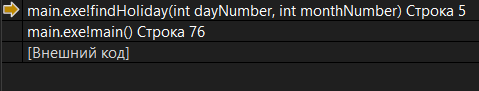 main.exe!findHoliday(int dayNumber, int monthNumber) Строка 5
main.exe!main() Строка 76
[Внешний код]